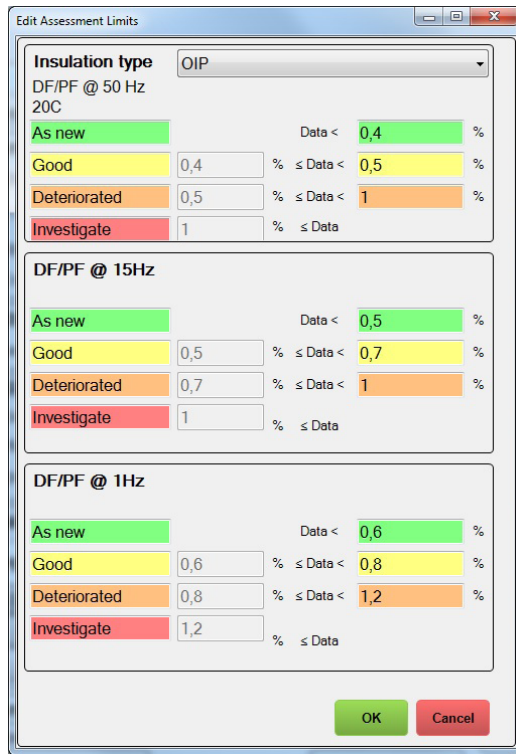 Edit Assessment Limits
Insulation type OIP
DF/PF @ 50 Hz
20C
As new Data < 0,4 %
Good 0,4 % ≤ Data < 0,5 %
Deteriorated 0,5 % ≤ Data < 1 %
Investigate 1 % ≤ Data
DF/PF @ 15Hz
As new Data < 0,5 %
Good 0,5 % ≤ Data < 0,7 %
Deteriorated 0,7 % ≤ Data < 1 %
Investigate 1 % ≤ Data
DF/PF @ 1Hz
As new Data < 0,6 %
Good 0,6 % ≤ Data < 0,8 %
Deteriorated 0,8 % ≤ Data < 1,2 %
Investigate 1,2 % ≤ Data
OK Cancel